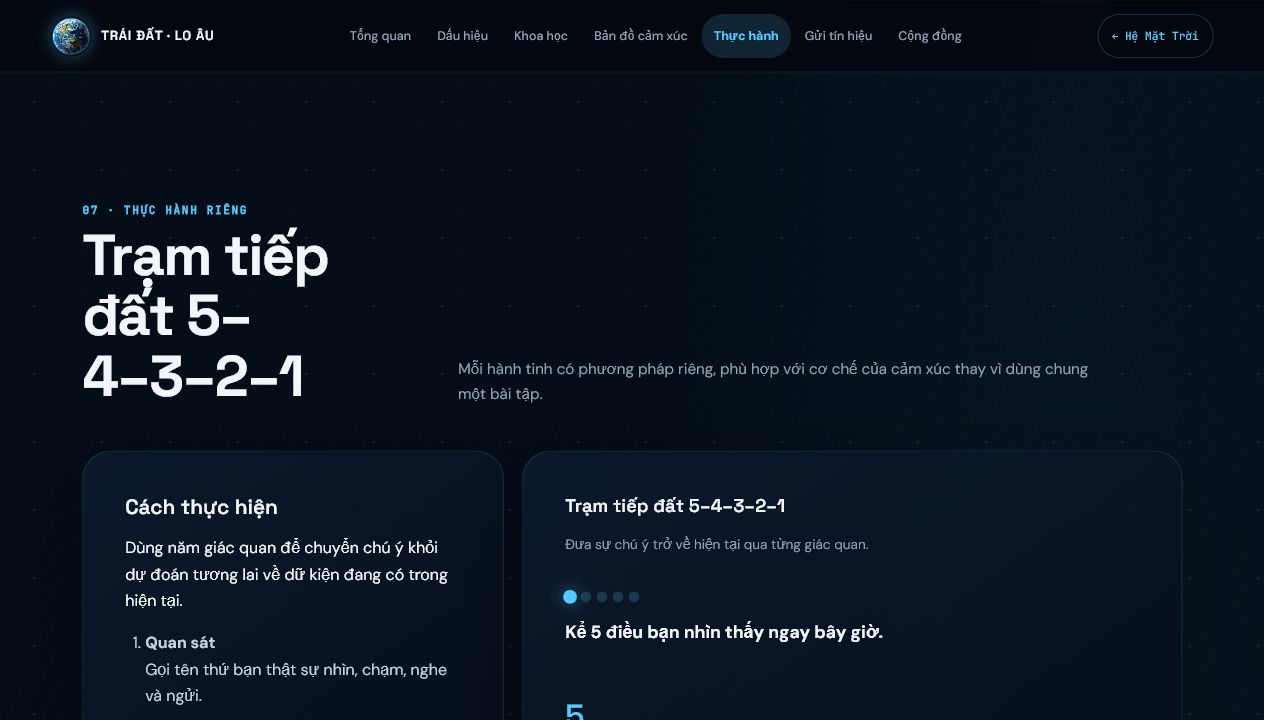 TRÁI ĐẤT · LO ÂU
Tổng quan
Dấu hiệu
Khoa học
Bản đồ cảm xúc
Thực hành
Gửi tín hiệu
Cộng đồng
← Hệ Mặt Trời
07 · THỰC HÀNH RIÊNG
Trạm tiếp
đất 5–
4–3–2–1
Mỗi hành tinh có phương pháp riêng, phù hợp với cơ chế của cảm xúc thay vì dùng chung
một bài tập.
Cách thực hiện
Dùng năm giác quan để chuyển chú ý khỏi
dự đoán tương lai về dữ kiện đang có trong
hiện tại.
1. Quan sát
Gọi tên thứ bạn thật sự nhìn, chạm, nghe
và ngửi.
Trạm tiếp đất 5–4–3–2–1
Đưa sự chú ý trở về hiện tại qua từng giác quan.
Kể 5 điều bạn nhìn thấy ngay bây giờ.
5